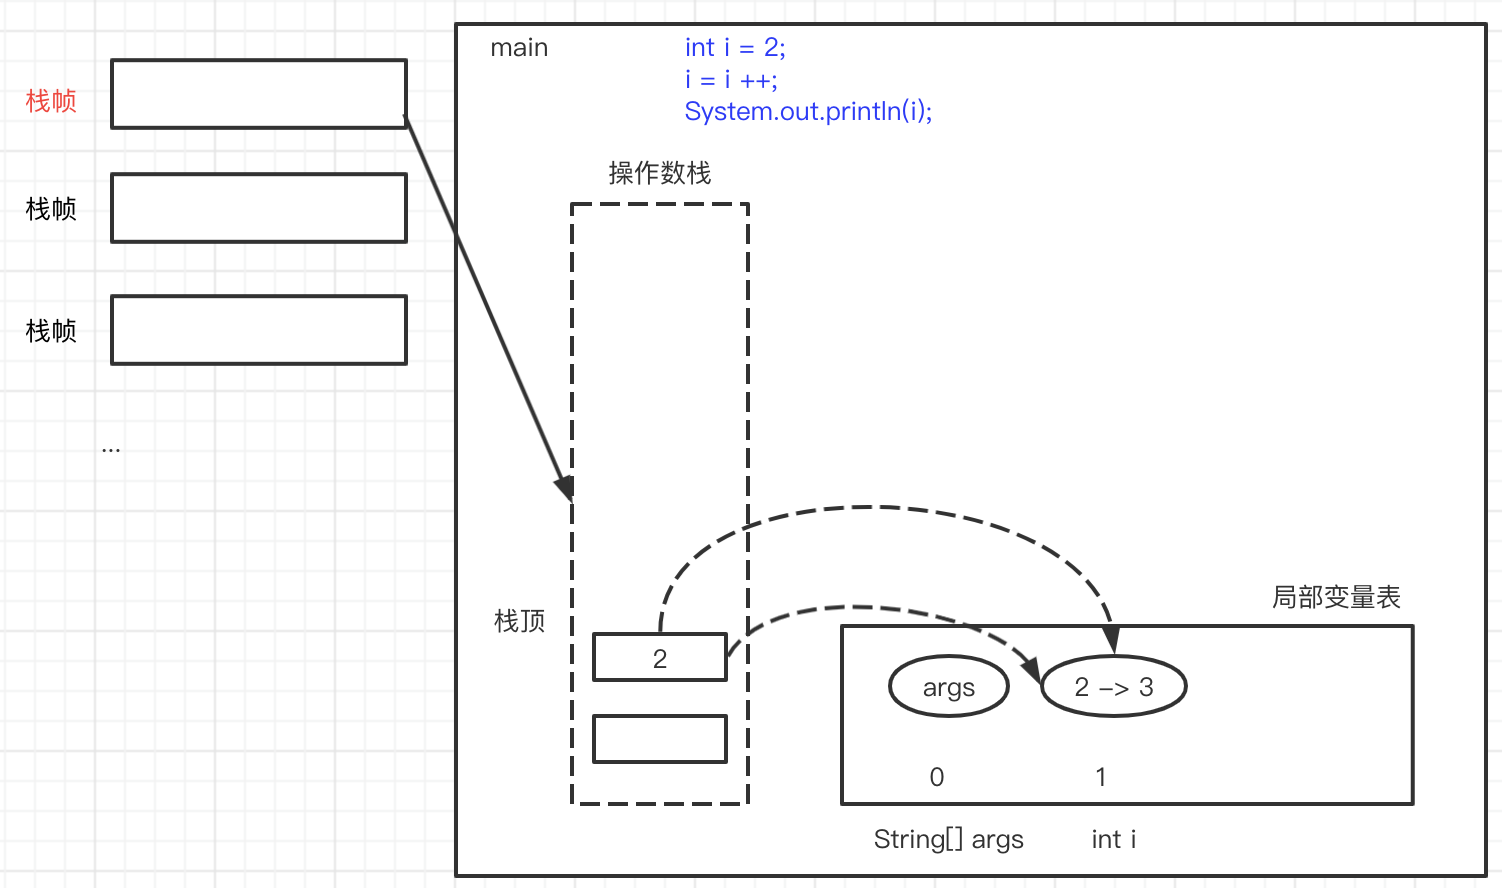 栈帧
栈帧
栈帧
...
main
int i = 2;
i = i ++;
System.out.println(i);
操作数栈
栈顶
2
局部变量表
args
2 -> 3
0
1
String[] args
int i